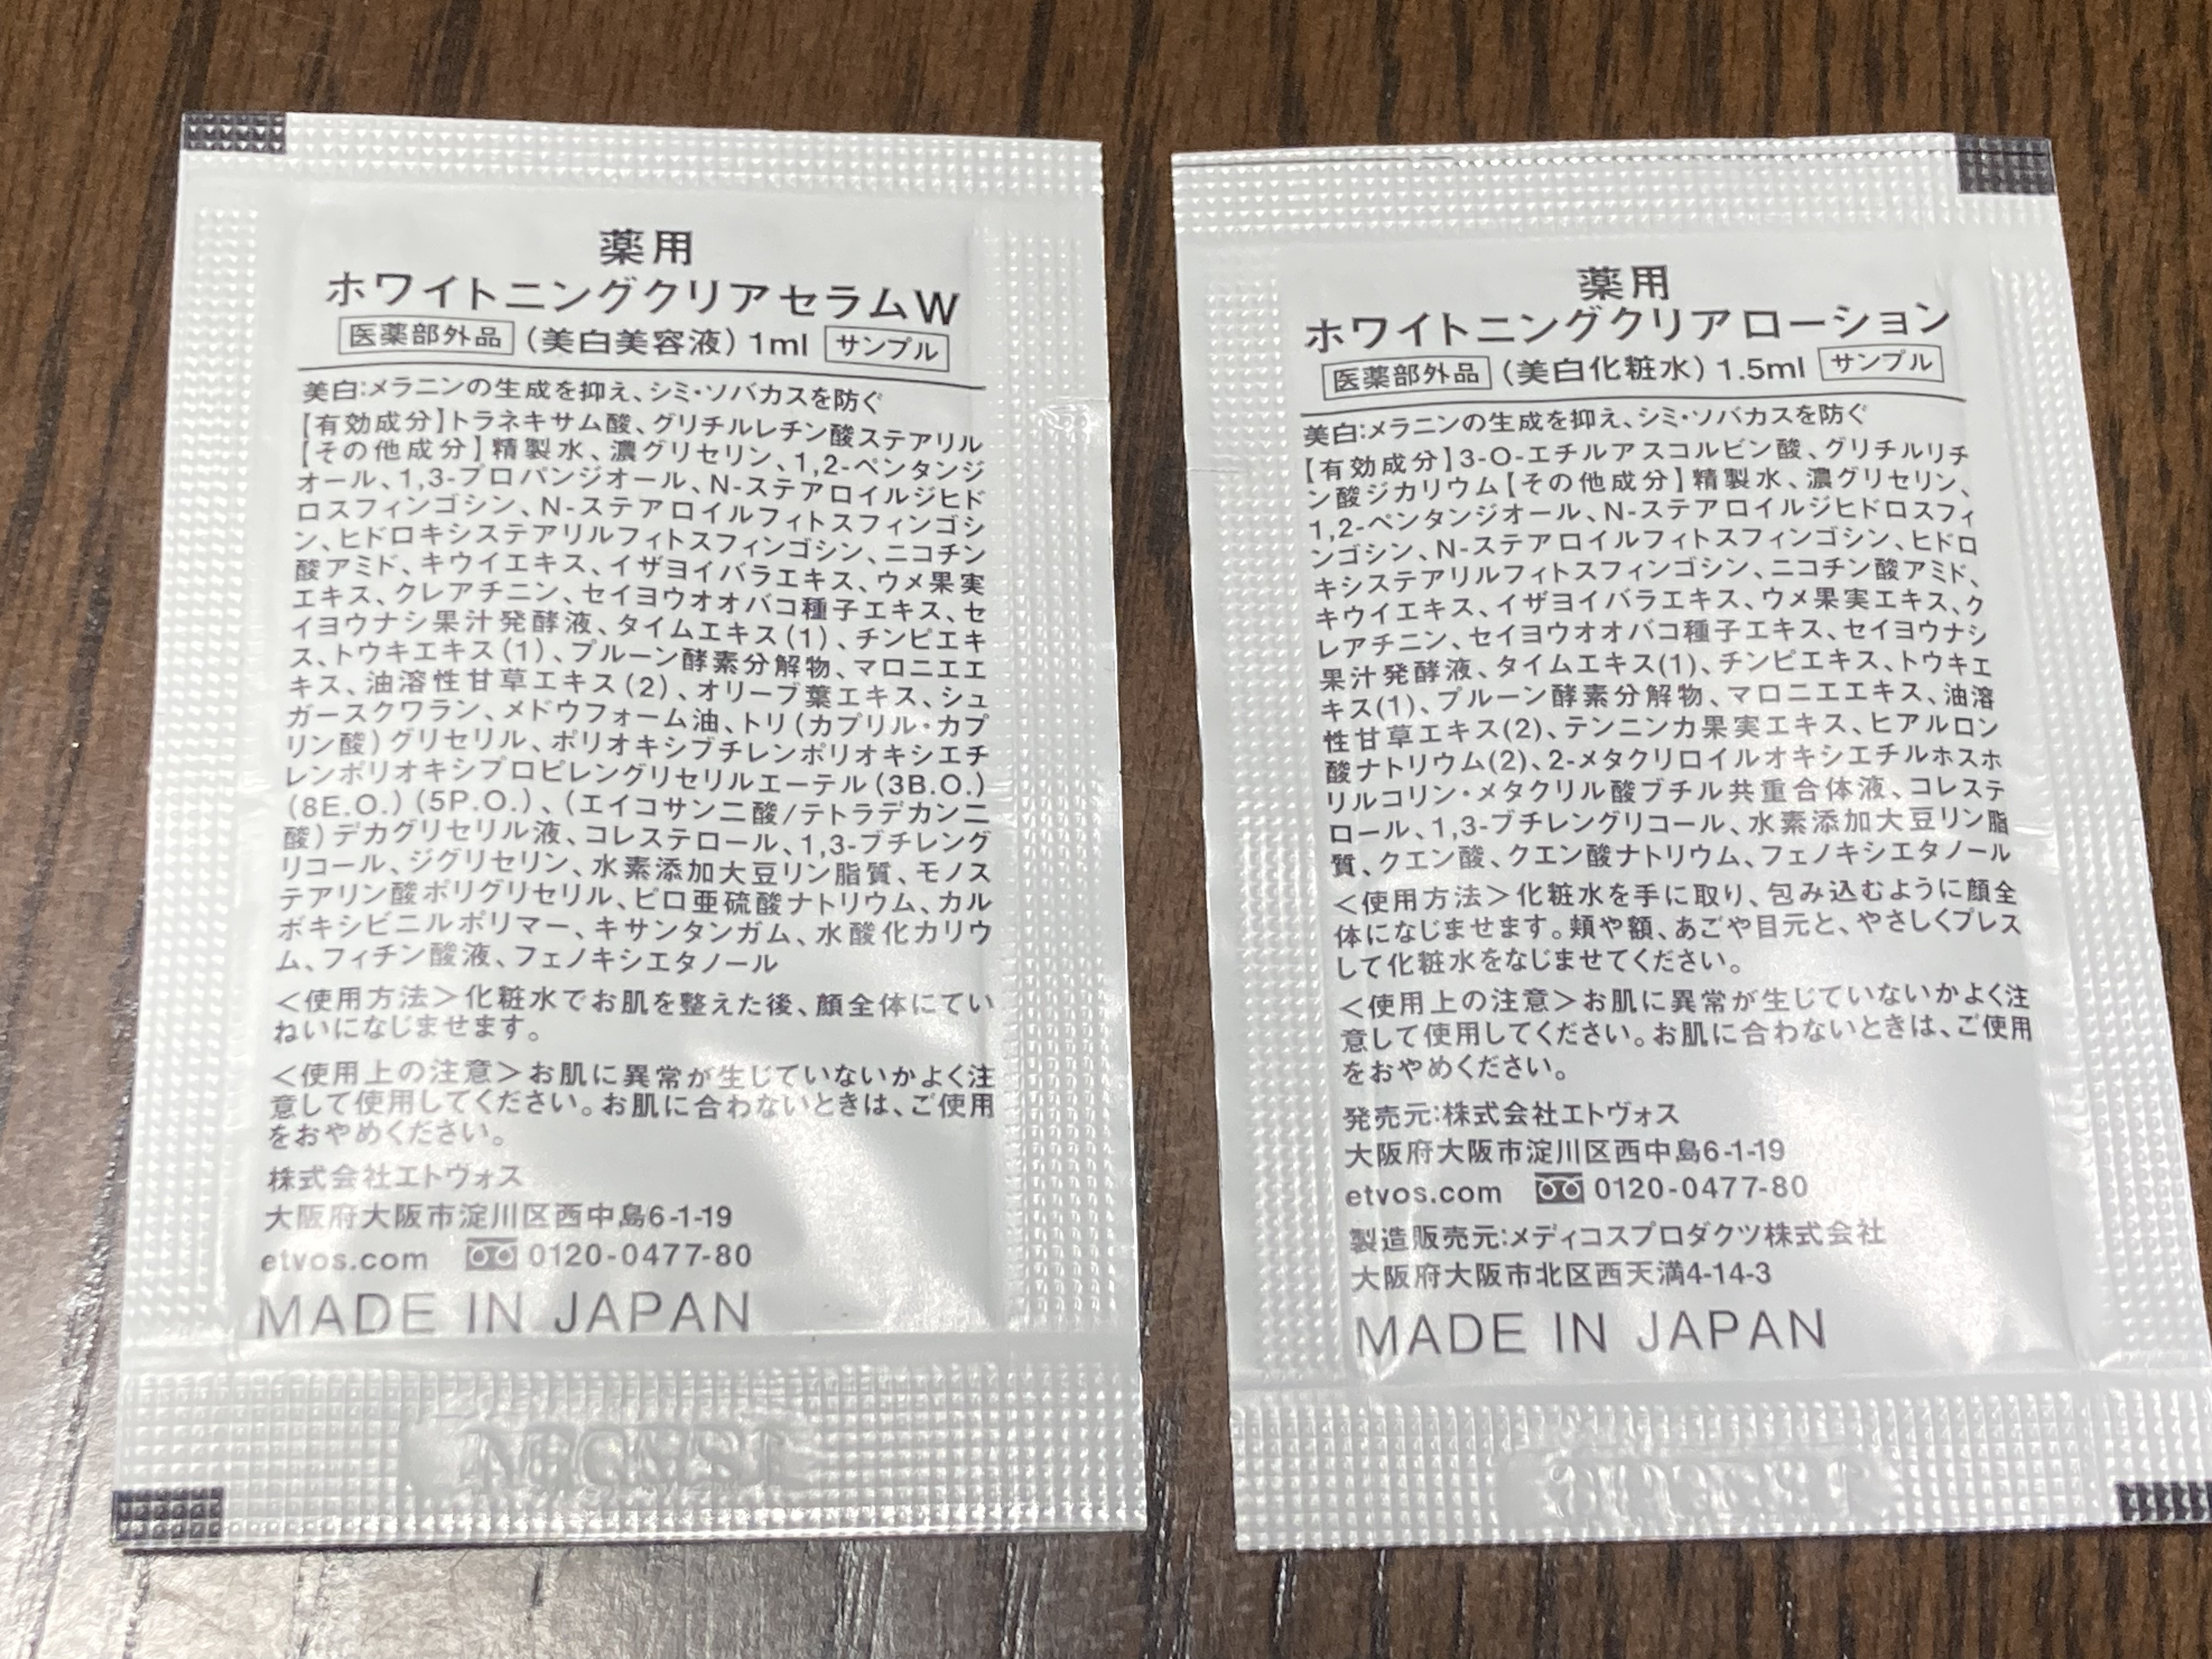 薬用
ホワイトニングクリアセラムW
医薬部外品 (美白美容液) 1ml サンプル
美白:メラニンの生成を抑え、シミ・ソバカスを防ぐ
【有効成分】トラネキサム酸、グリチルレチン酸ステアリル
【その他成分】精製水、濃グリセリン、1,2-ペンタンジ
オール、1,3-プロパンジオール、N-ステアロイルジヒド
ロスフィンゴシン、N-ステアロイルフィトスフィンゴシ
ン、ヒドロキシステアリルフィトスフィンゴシン、ニコチン
酸アミド、キウイエキス、イザヨイバラエキス、ウメ果実
エキス、クレアチニン、セイヨウオオバコ種子エキス、セ
イヨウナシ果汁発酵液、タイムエキス(1)、チンピエキ
ス、トウキエキス(1)、プルーン酵素分解物、マロニエエ
キス、油溶性甘草エキス(2)、オリーブ葉エキス、シュ
ガースクワラン、メドウフォーム油、トリ(カプリル・カプ
リン酸)グリセリル、ポリオキシブチレンポリオキシエチ
レンポリオキシプロピレングリセリルエーテル(3B.O.)
(8E.O.)(5P.O.)、(エイコサン二酸/テトラデカン二
酸)デカグリセリル液、コレステロール、1,3-ブチレング
リコール、ジグリセリン、水素添加大豆リン脂質、モノス
テアリン酸ポリグリセリル、ピロ亜硫酸ナトリウム、カル
ボキシビニルポリマー、キサンタンガム、水酸化カリウ
ム、フィチン酸液、フェノキシエタノール
＜使用方法＞化粧水でお肌を整えた後、顔全体にてい
ねいになじませます。
＜使用上の注意＞お肌に異常が生じていないかよく注
意して使用してください。お肌に合わないときは、ご使用
をおやめください。
株式会社エトヴォス
大阪府大阪市淀川区西中島6-1-19
etvos.com 0120-0477-80
MADE IN JAPAN
薬用
ホワイトニングクリアローション
医薬部外品 (美白化粧水) 1.5ml サンプル
美白:メラニンの生成を抑え、シミ・ソバカスを防ぐ
【有効成分】3-O-エチルアスコルビン酸、グリチルリチ
ン酸ジカリウム【その他成分】精製水、濃グリセリン、
1,2-ペンタンジオール、N-ステアロイルジヒドロスフィ
ンゴシン、N-ステアロイルフィトスフィンゴシン、ヒドロ
キシステアリルフィトスフィンゴシン、ニコチン酸アミド、
キウイエキス、イザヨイバラエキス、ウメ果実エキス、ク
レアチニン、セイヨウオオバコ種子エキス、セイヨウナシ
果汁発酵液、タイムエキス(1)、チンピエキス、トウキエ
キス(1)、プルーン酵素分解物、マロニエエキス、油溶
性甘草エキス(2)、テンニンカ果実エキス、ヒアルロン
酸ナトリウム(2)、2-メタクリロイルオキシエチルホスホ
リルコリン・メタクリル酸ブチル共重合体液、コレステ
ロール、1,3-ブチレングリコール、水素添加大豆リン脂
質、クエン酸、クエン酸ナトリウム、フェノキシエタノール
＜使用方法＞化粧水を手に取り、包み込むように顔全
体になじませます。頬や額、あごや目元と、やさしくプレス
して化粧水をなじませてください。
＜使用上の注意＞お肌に異常が生じていないかよく注
意して使用してください。お肌に合わないときは、ご使用
をおやめください。
発売元:株式会社エトヴォス
大阪府大阪市淀川区西中島6-1-19
etvos.com 0120-0477-80
製造販売元:メディコスプロダクツ株式会社
大阪府大阪市北区西天満4-14-3
MADE IN JAPAN